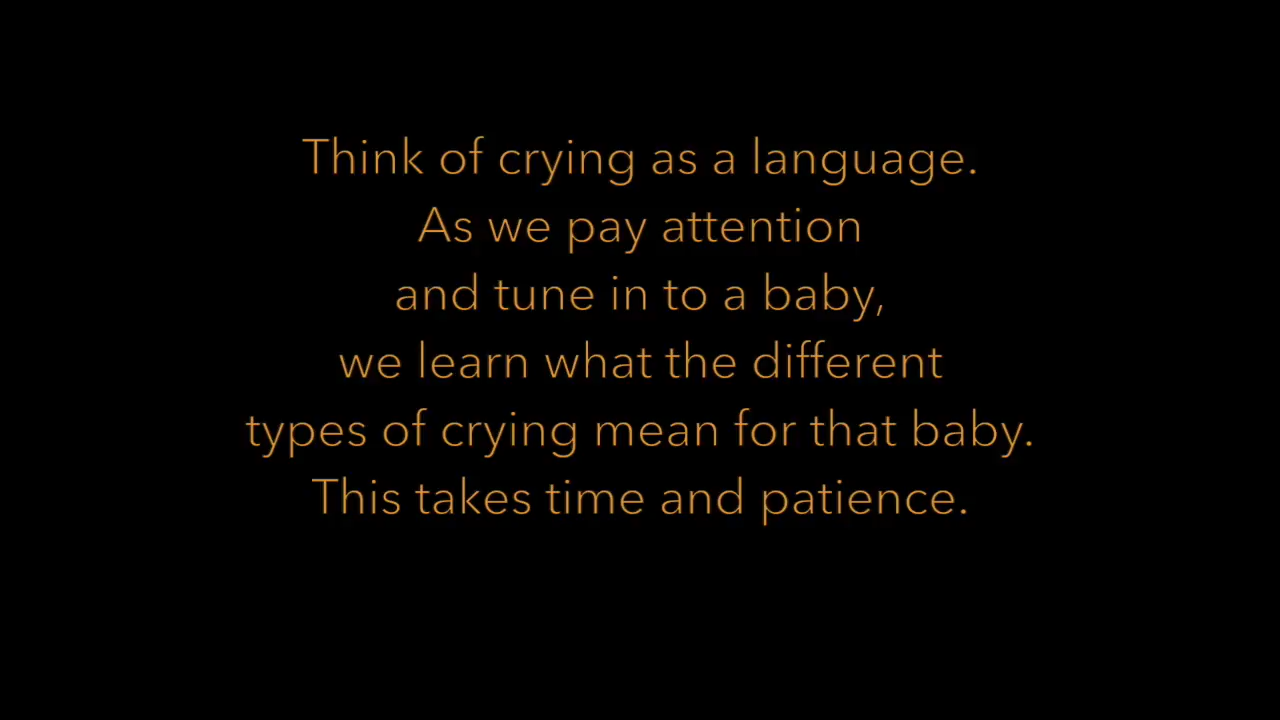 Think of crying as a language.
As we pay attention
and tune in to a baby,
we learn what the different
types of crying mean for that baby.
This takes time and patience.